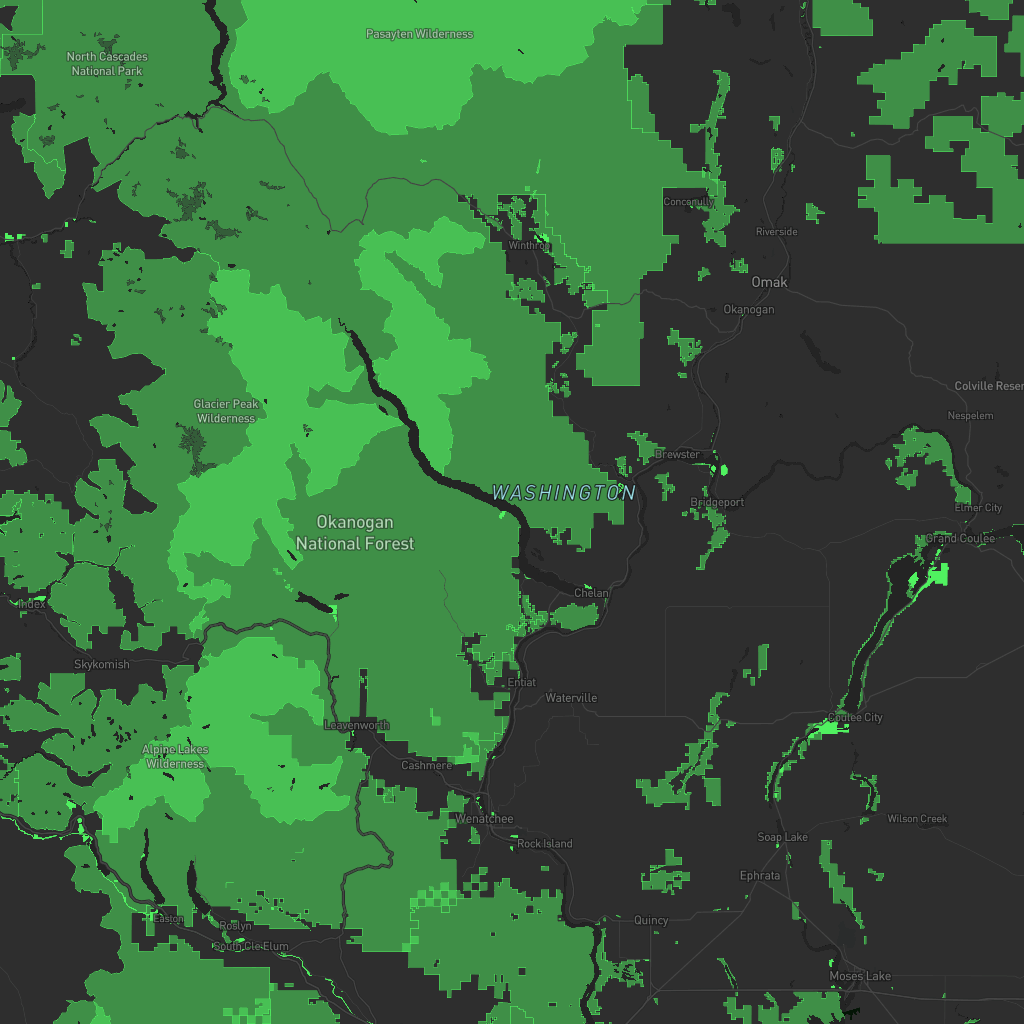 Pasayten Wilderness
North Cascades
National Park
Conconully
Riverside
Winthrop
Omak
Okanogan
Colville Reser
Nespelem
Glacier Peak
Wilderness
Brewster
WASHINGTON
Bridgeport
Elmer City
Okanogan
National Forest
Grand Coulee
Chelan
Index
Skykomish
Entiat
Waterville
Leavenworth
Coulee City
Alpine Lakes
Wilderness
Cashmere
Wenatchee
Wilson Creek
Rock Island
Soap Lake
Ephrata
Easton
Roslyn
Quincy
South Cle Elum
Moses Lake